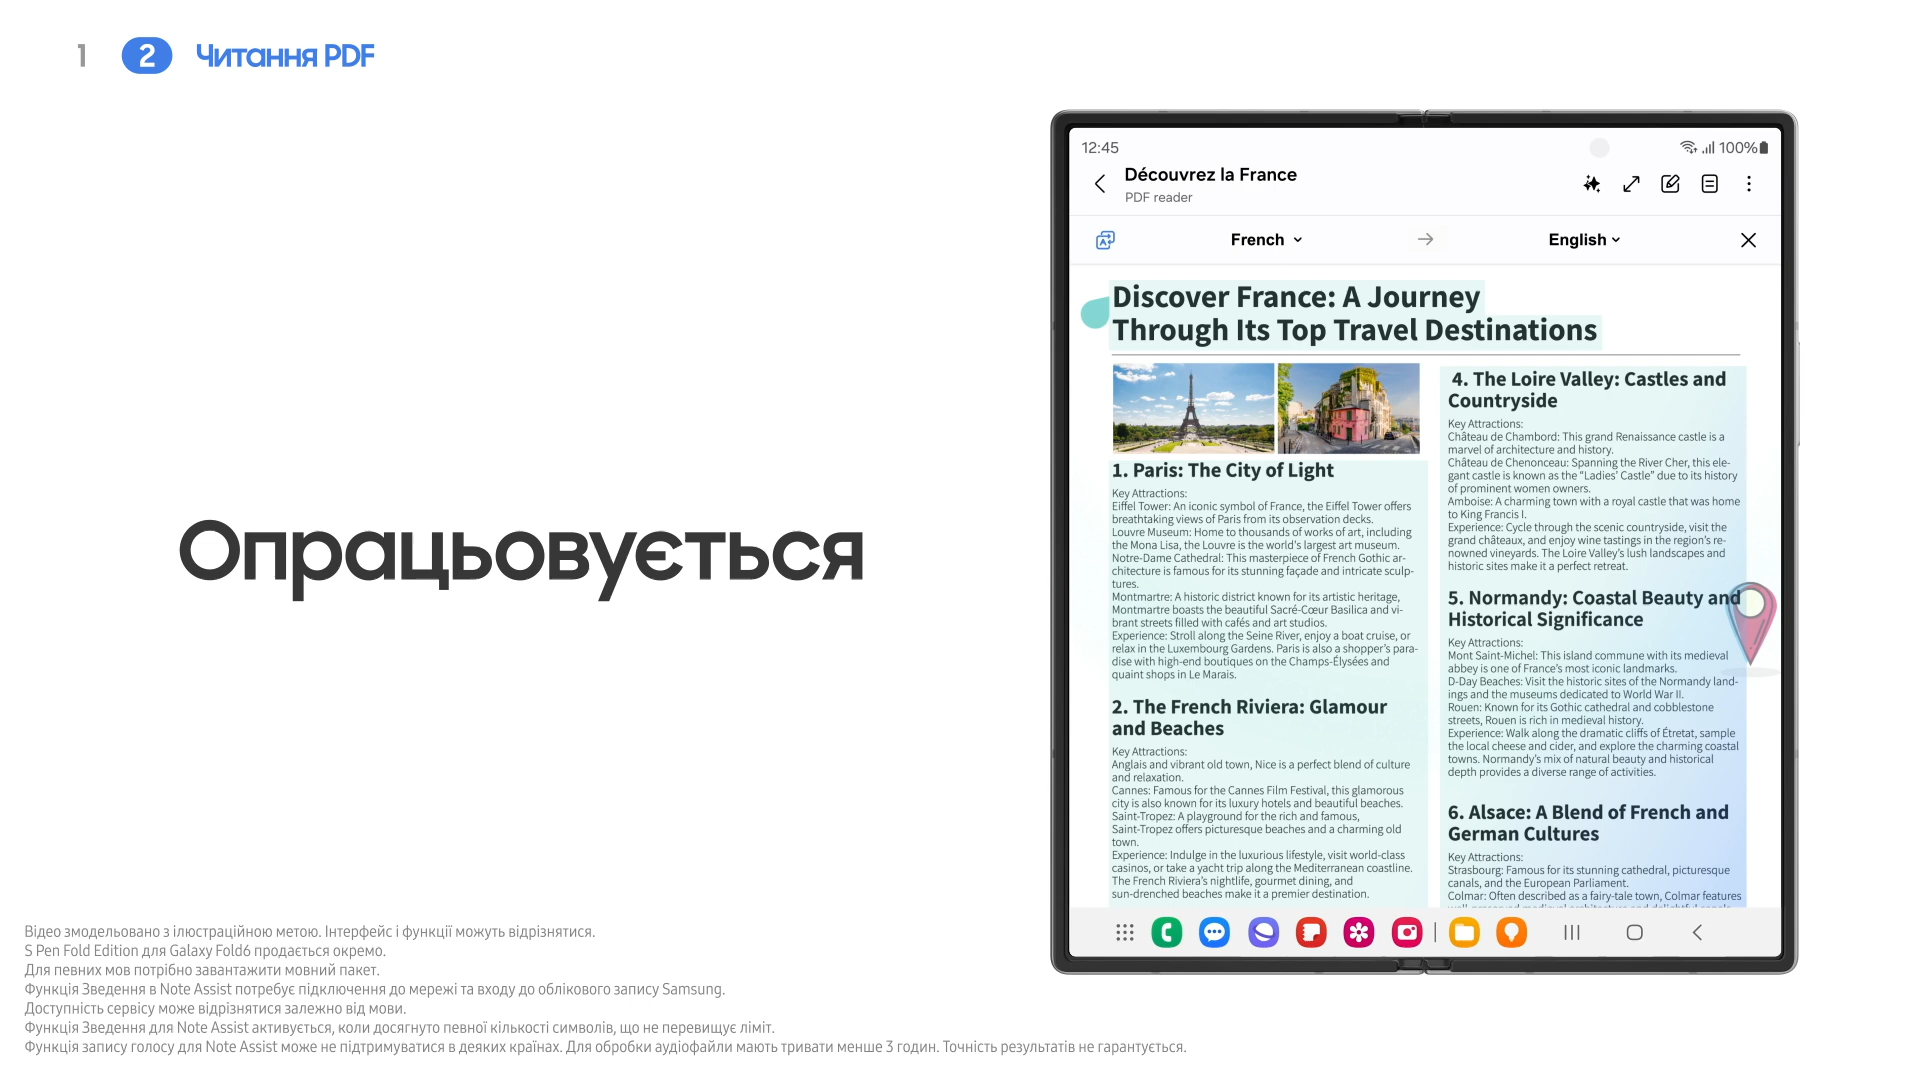 1 2 Читання PDF
Опрацьовується
12:45
100%
Découvrez la France
PDF reader
French
English
Discover France: A Journey
Through Its Top Travel Destinations
1. Paris: The City of Light
Key Attractions:
Eiffel Tower: An iconic symbol of France, the Eiffel Tower offers
breathtaking views of Paris from its observation decks.
Louvre Museum: Home to thousands of works of art, including
the Mona Lisa, the Louvre is the world's largest art museum.
Notre-Dame Cathedral: This masterpiece of French Gothic ar-
chitecture is famous for its stunning façade and intricate sculp-
tures.
Montmartre: A historic district known for its artistic heritage,
Montmartre boasts the beautiful Sacré-Cœur Basilica and vi-
brant streets filled with cafés and art studios.
Experience: Stroll along the Seine River, enjoy a boat cruise, or
relax in the Luxembourg Gardens. Paris is also a shopper's para-
dise with high-end boutiques on the Champs-Élysées and
quaint shops in Le Marais.
2. The French Riviera: Glamour
and Beaches
Key Attractions:
Anglais and vibrant old town, Nice is a perfect blend of culture
and relaxation.
Cannes: Famous for the Cannes Film Festival, this glamorous
city is also known for its luxury hotels and beautiful beaches.
Saint-Tropez: A playground for the rich and famous,
Saint-Tropez offers picturesque beaches and a charming old
town.
Experience: Indulge in the luxurious lifestyle, visit world-class
casinos, or take a yacht trip along the Mediterranean coastline.
The French Riviera's nightlife, gourmet dining, and
sun-drenched beaches make it a premier destination.
4. The Loire Valley: Castles and
Countryside
Key Attractions:
Château de Chambord: This grand Renaissance castle is a
marvel of architecture and history.
Château de Chenonceau: Spanning the River Cher, this ele-
gant castle is known as the "Ladies' Castle" due to its history
of prominent women owners.
Amboise: A charming town with a royal castle that was home
to King Francis I.
Experience: Cycle through the scenic countryside, visit the
grand châteaux, and enjoy wine tastings in the region's re-
nowned vineyards. The Loire Valley's lush landscapes and
historic sites make it a perfect retreat.
5. Normandy: Coastal Beauty and
Historical Significance
Key Attractions:
Mont Saint-Michel: This island commune with its medieval
abbey is one of France's most iconic landmarks.
D-Day Beaches: Visit the historic sites of the Normandy land-
ings and the museums dedicated to World War II.
Rouen: Known for its Gothic cathedral and cobblestone
streets, Rouen is rich in medieval history.
Experience: Walk along the dramatic cliffs of Étretat, sample
the local cheese and cider, and explore the charming coastal
towns. Normandy's mix of natural beauty and historical
depth provides a diverse range of activities.
6. Alsace: A Blend of French and
German Cultures
Key Attractions:
Strasbourg: Famous for its stunning cathedral, picturesque
canals, and the European Parliament.
Colmar: Often described as a fairy-tale town, Colmar features
Відео змодельовано з ілюстраційною метою. Інтерфейс і функції можуть відрізнятися.
S Pen Fold Edition для Galaxy Fold6 продається окремо.
Для певних мов потрібно завантажити мовний пакет.
Функція Зведення в Note Assist потребує підключення до мережі та входу до облікового запису Samsung.
Доступність сервісу може відрізнятися залежно від мови.
Функція Зведення для Note Assist активується, коли досягнуто певної кількості символів, що не перевищує ліміт.
Функція запису голосу для Note Assist може не підтримуватися в деяких країнах. Для обробки аудіофайли мають тривати менше 3 годин. Точність результатів не гарантується.